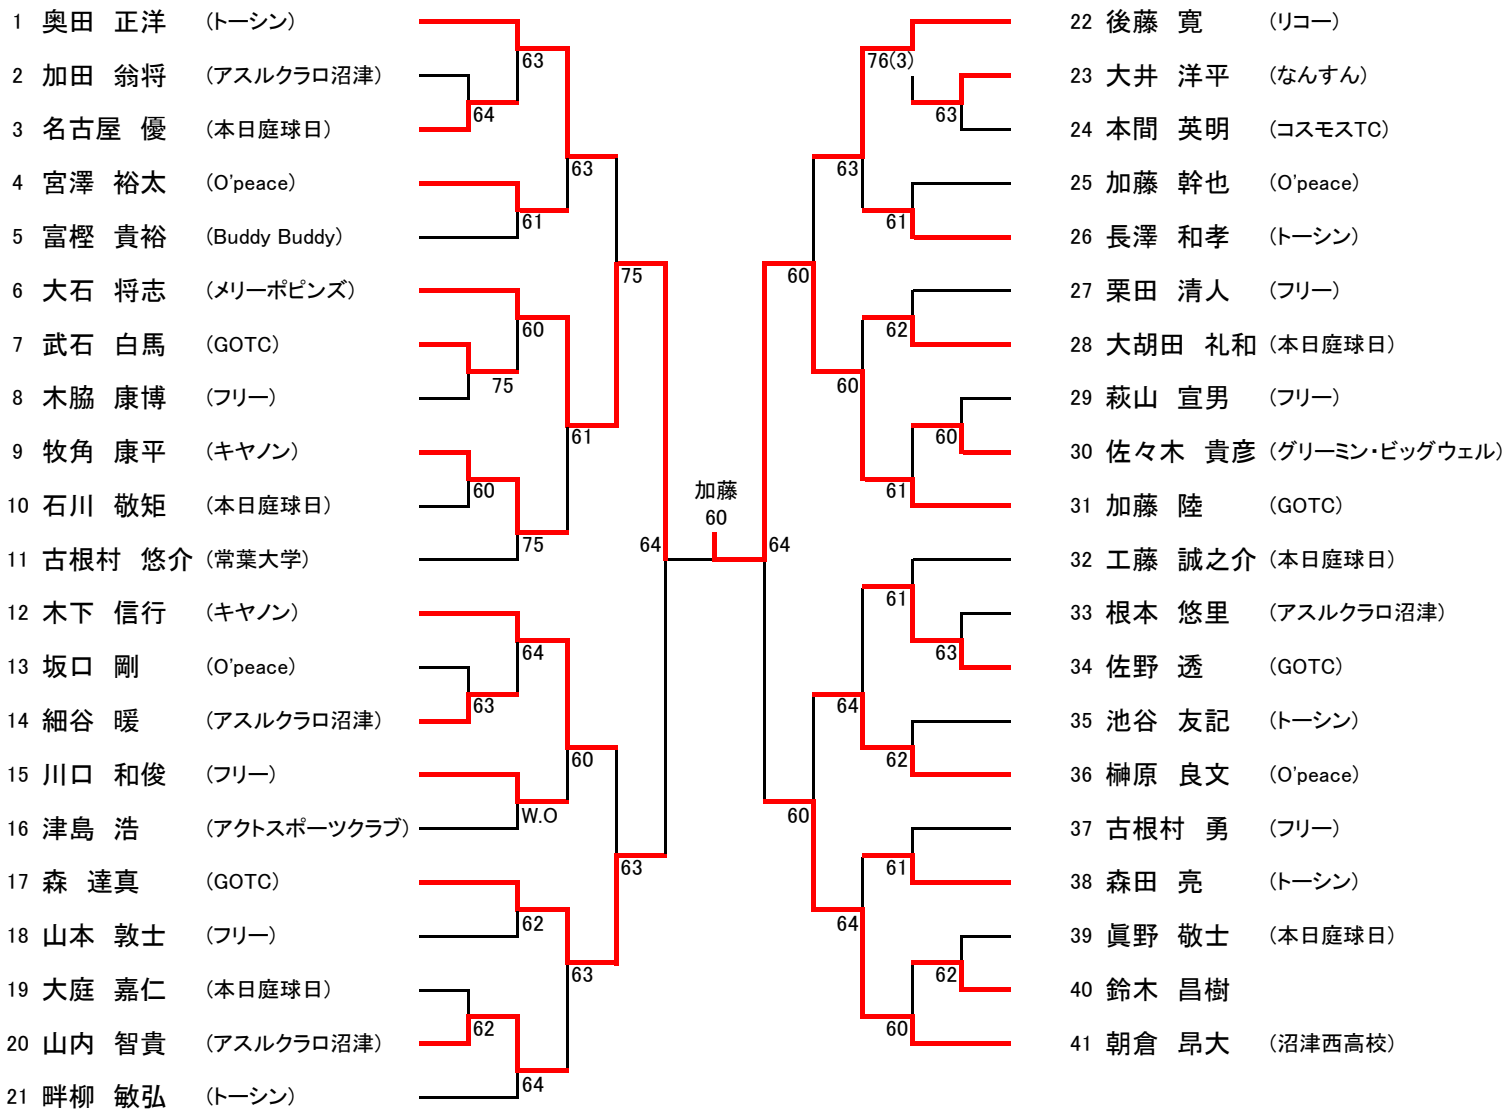 1 奥田 正洋 (トーシン)
2 加田 翁将 (アスルクラロ沼津)
3 名古屋 優 (本日庭球日)
4 宮澤 裕太 (O'peace)
5 富樫 貴裕 (Buddy Buddy)
6 大石 将志 (メリーポピンズ)
7 武石 白馬 (GOTC)
8 木脇 康博 (フリー)
9 牧角 康平 (キヤノン)
10 石川 敬矩 (本日庭球日)
11 古根村 悠介 (常葉大学)
12 木下 信行 (キヤノン)
13 坂口 剛 (O'peace)
14 細谷 暖 (アスルクラロ沼津)
15 川口 和俊 (フリー)
16 津島 浩 (アクトスポーツクラブ)
17 森 達真 (GOTC)
18 山本 敦士 (フリー)
19 大庭 嘉仁 (本日庭球日)
20 山内 智貴 (アスルクラロ沼津)
21 畔柳 敏弘 (トーシン)
63
64
63
61
75
60
75
61
60
75
64
64
63
60
W.O
63
62
63
62
64
加藤
60
64
76(3)
63
63
61
60
62
60
60
61
61
63
64
62
60
61
64
62
60
22 後藤 寛 (リコー)
23 大井 洋平 (なんすん)
24 本間 英明 (コスモスTC)
25 加藤 幹也 (O'peace)
26 長澤 和孝 (トーシン)
27 栗田 清人 (フリー)
28 大胡田 礼和 (本日庭球日)
29 萩山 宣男 (フリー)
30 佐々木 貴彦 (グリーミン・ビッグウェル)
31 加藤 陸 (GOTC)
32 工藤 誠之介 (本日庭球日)
33 根本 悠里 (アスルクラロ沼津)
34 佐野 透 (GOTC)
35 池谷 友記 (トーシン)
36 榊原 良文 (O'peace)
37 古根村 勇 (フリー)
38 森田 亮 (トーシン)
39 眞野 敬士 (本日庭球日)
40 鈴木 昌樹
41 朝倉 昂大 (沼津西高校)